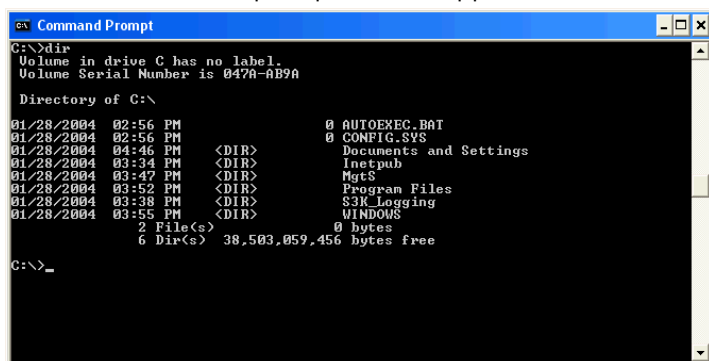 Command Prompt
C:\>dir
 Volume in drive C has no label.
 Volume Serial Number is 047A-AB9A

 Directory of C:\

01/28/2004  02:56 PM                 0 AUTOEXEC.BAT
01/28/2004  02:56 PM                 0 CONFIG.SYS
01/28/2004  04:46 PM    <DIR>          Documents and Settings
01/28/2004  03:34 PM    <DIR>          Inetpub
01/28/2004  03:47 PM    <DIR>          MgtS
01/28/2004  03:52 PM    <DIR>          Program Files
01/28/2004  03:38 PM    <DIR>          S3K_Logging
01/28/2004  03:55 PM    <DIR>          WINDOWS
               2 File(s)              0 bytes
               6 Dir(s)  38,503,059,456 bytes free

C:\>_